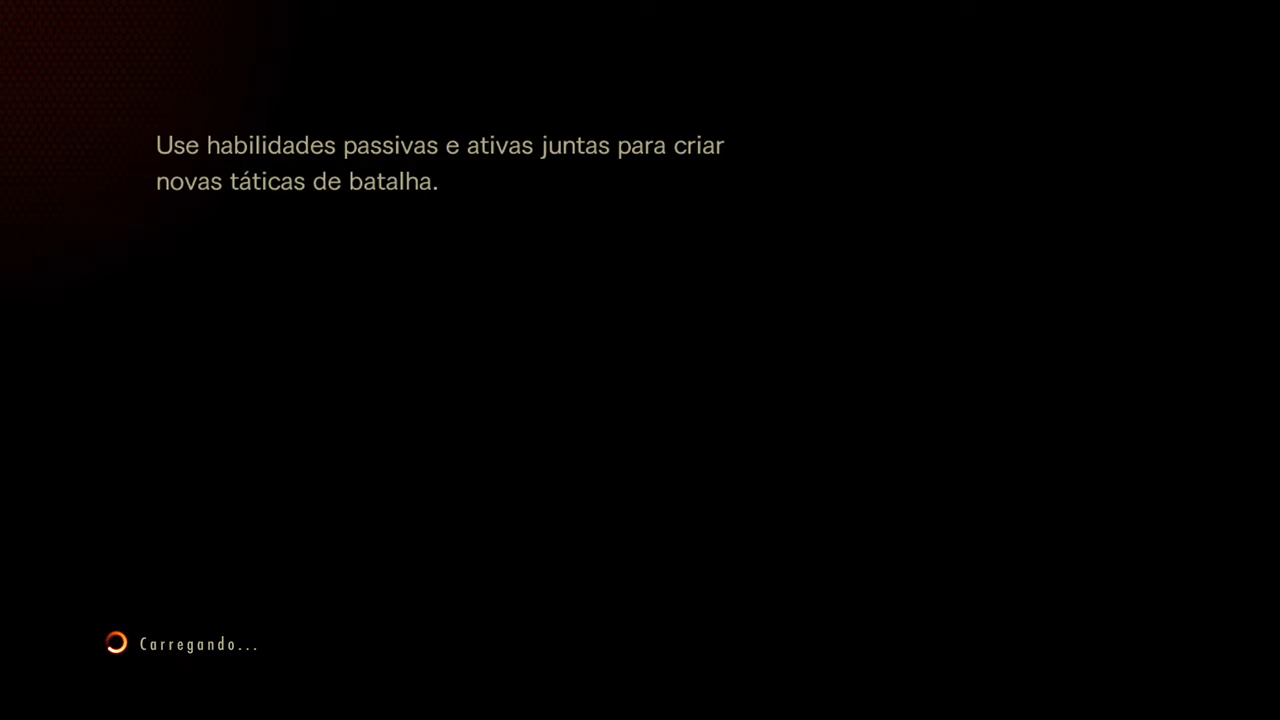 Use habilidades passivas e ativas juntas para criar
novas táticas de batalha.
Carregando...